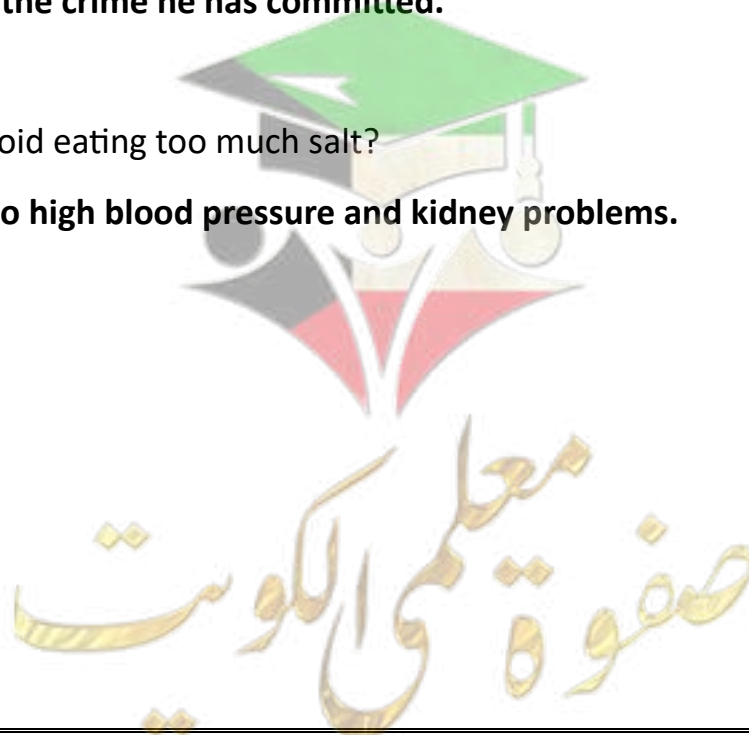 the crime he has committed.
oid eating too much salt?
o high blood pressure and kidney problems.
صفوة معلمي الكويت